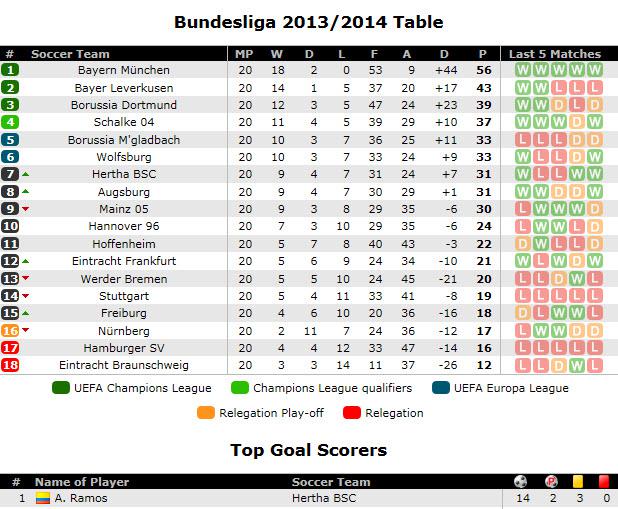 Bundesliga 2013/2014 Table
# Soccer Team MP W D L F A D P Last 5 Matches
1 Bayern München 20 18 2 0 53 9 +44 56 W W W W W
2 Bayer Leverkusen 20 14 1 5 37 20 +17 43 W W L L L
3 Borussia Dortmund 20 12 3 5 47 24 +23 39 W W D L D
4 Schalke 04 20 11 4 5 39 29 +10 37 W W W D W
5 Borussia M'gladbach 20 10 3 7 36 25 +11 33 L L L D D
6 Wolfsburg 20 10 3 7 33 24 +9 33 W L L D W
7 Hertha BSC 20 9 4 7 31 24 +7 31 W L L W W
8 Augsburg 20 9 4 7 30 29 +1 31 W W D D W
9 Mainz 05 20 9 3 8 29 35 -6 30 L W W W D
10 Hannover 96 20 7 3 10 29 35 -6 24 L W W L D
11 Hoffenheim 20 5 7 8 40 43 -3 22 D W L L D
12 Eintracht Frankfurt 20 5 6 9 24 34 -10 21 W L W D W
13 Werder Bremen 20 5 5 10 24 45 -21 20 L L D W L
14 Stuttgart 20 5 4 11 33 41 -8 19 L L L L L
15 Freiburg 20 4 6 10 20 36 -16 18 D L W W L
16 Nürnberg 20 2 11 7 24 36 -12 17 L W W D D
17 Hamburger SV 20 4 4 12 33 47 -14 16 L L L L L
18 Eintracht Braunschweig 20 3 3 14 11 37 -26 12 L L D W L
UEFA Champions League Champions League qualifiers UEFA Europa League
Relegation Play-off Relegation
Top Goal Scorers
# Name of Player Soccer Team P
1 A. Ramos Hertha BSC 14 2 3 0